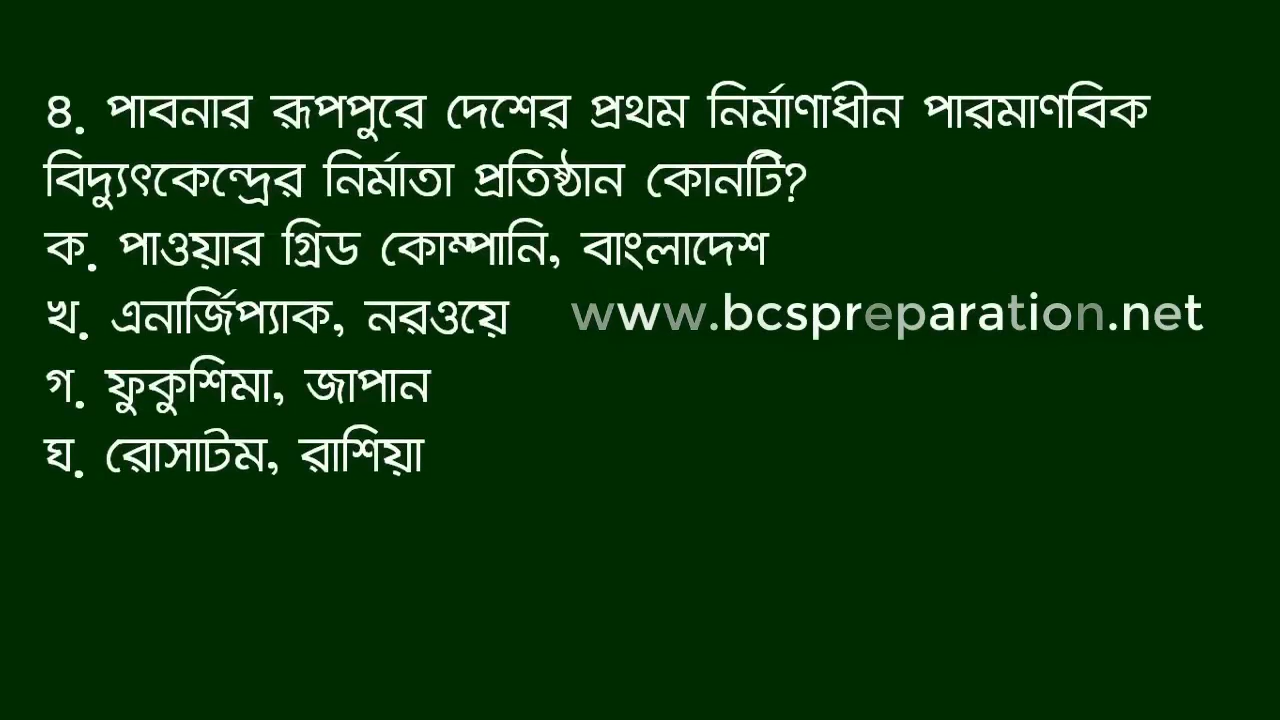 ৪. পাবনার রূপপুরে দেশের প্রথম নির্মাণাধীন পারমাণবিক
বিদ্যুৎকেন্দ্রের নির্মাতা প্রতিষ্ঠান কোনটি?
ক. পাওয়ার গ্রিড কোম্পানি, বাংলাদেশ
খ. এনার্জিপ্যাক, নরওয়ে www.bcspreparation.net
গ. ফুকুশিমা, জাপান
ঘ. রোসাটম, রাশিয়া